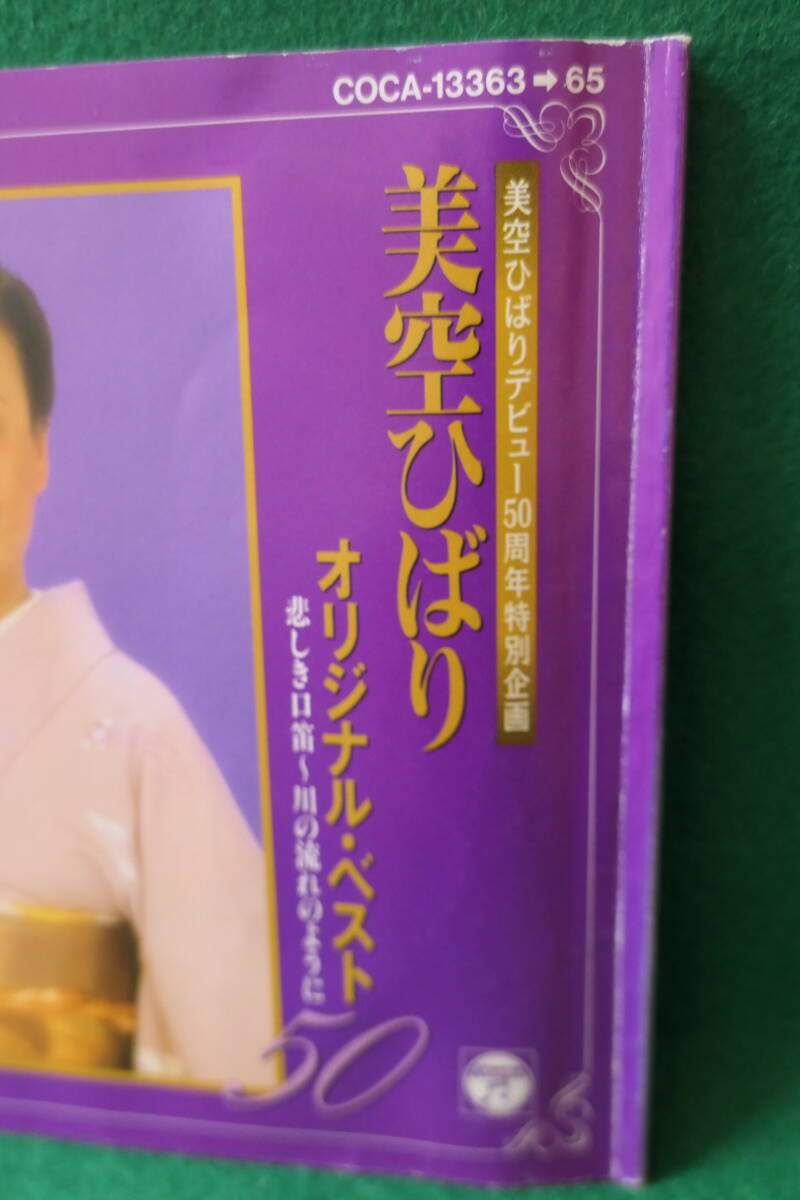 COCA-13363➡65
美空ひばりデビュー50周年特別企画
美空ひばり
オリジナル・ベスト
悲しき口笛～川の流れのように
50